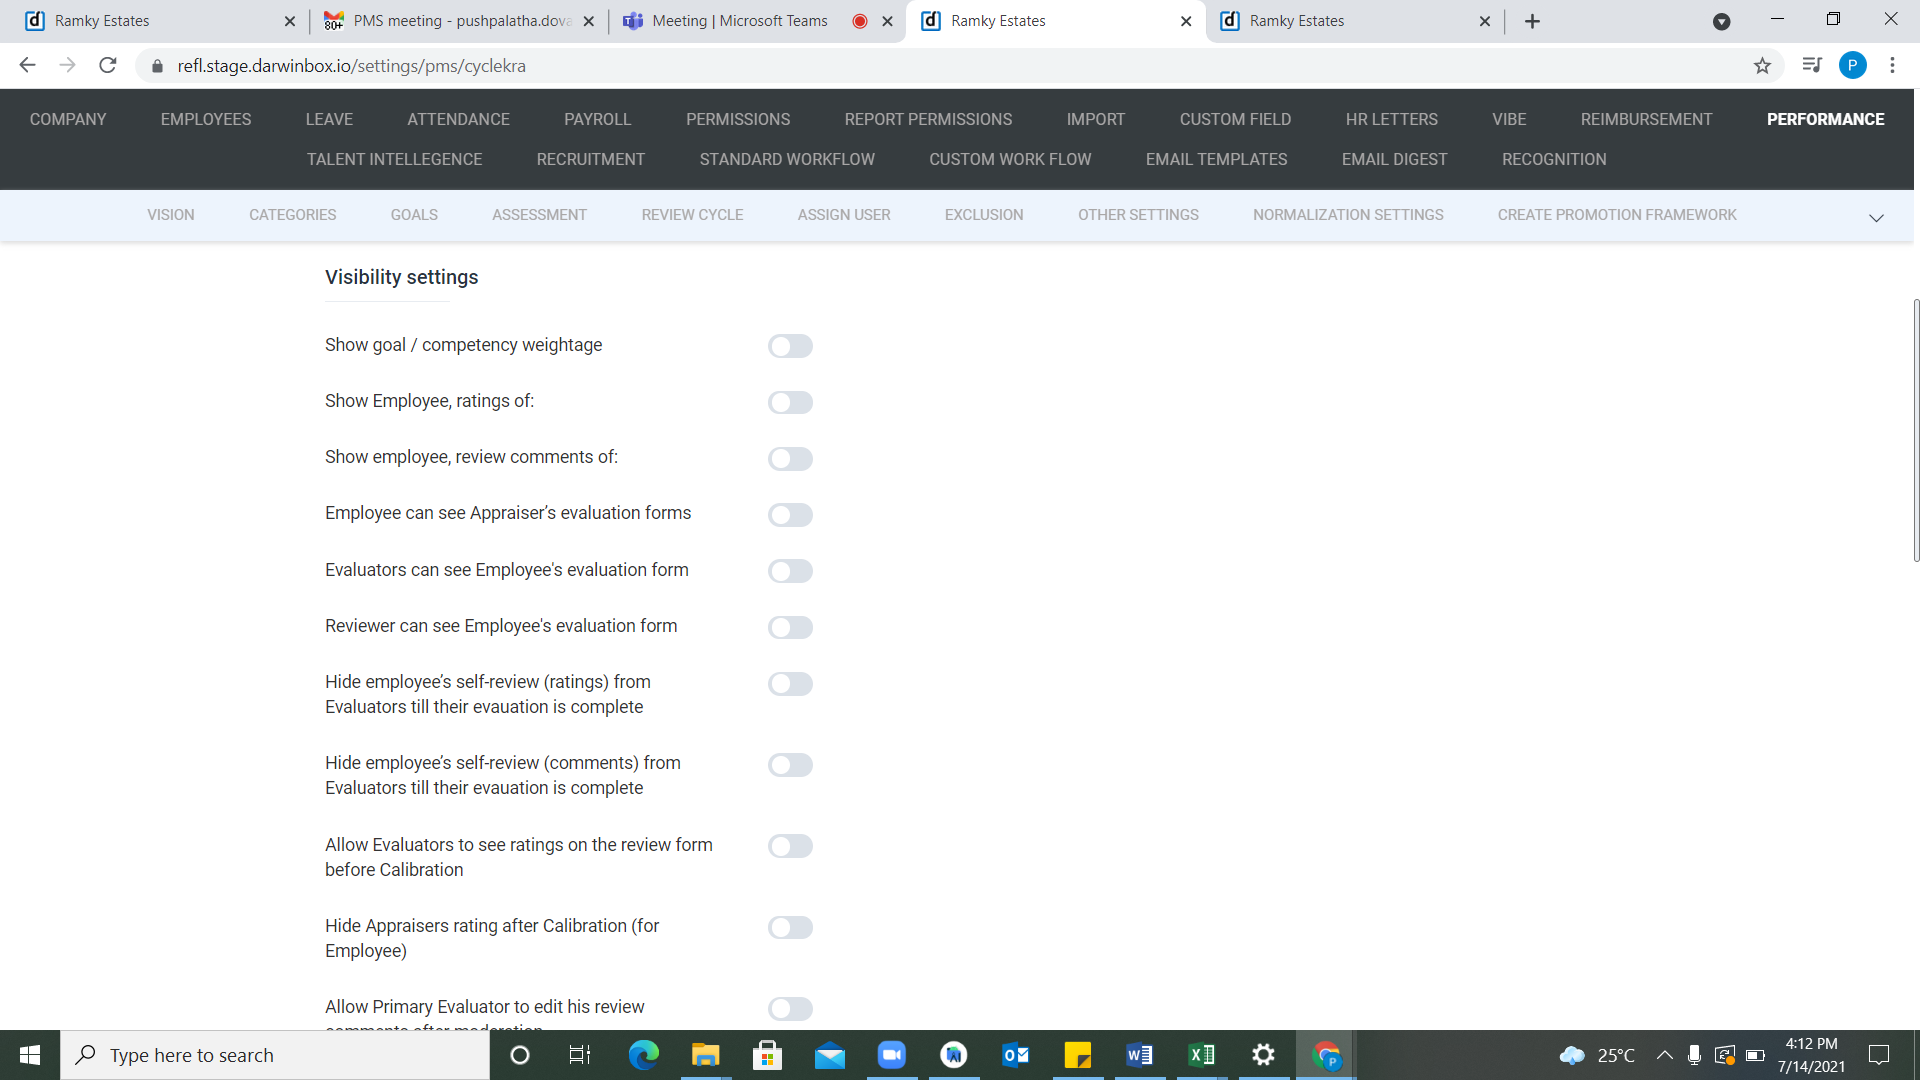 Ramky Estates
PMS meeting - pushpalatha.dova
Meeting | Microsoft Teams
Ramky Estates
Ramky Estates
refl.stage.darwinbox.io/settings/pms/cyclekra
P
COMPANY EMPLOYEES LEAVE ATTENDANCE PAYROLL PERMISSIONS REPORT PERMISSIONS IMPORT CUSTOM FIELD HR LETTERS VIBE REIMBURSEMENT PERFORMANCE
TALENT INTELLEGENCE RECRUITMENT STANDARD WORKFLOW CUSTOM WORK FLOW EMAIL TEMPLATES EMAIL DIGEST RECOGNITION
VISION CATEGORIES GOALS ASSESSMENT REVIEW CYCLE ASSIGN USER EXCLUSION OTHER SETTINGS NORMALIZATION SETTINGS CREATE PROMOTION FRAMEWORK
Visibility settings
Show goal / competency weightage
Show Employee, ratings of:
Show employee, review comments of:
Employee can see Appraiser’s evaluation forms
Evaluators can see Employee's evaluation form
Reviewer can see Employee's evaluation form
Hide employee’s self-review (ratings) from
Evaluators till their evauation is complete
Hide employee’s self-review (comments) from
Evaluators till their evauation is complete
Allow Evaluators to see ratings on the review form
before Calibration
Hide Appraisers rating after Calibration (for
Employee)
Allow Primary Evaluator to edit his review
comments after moderation
Type here to search
25°C
4:12 PM
7/14/2021